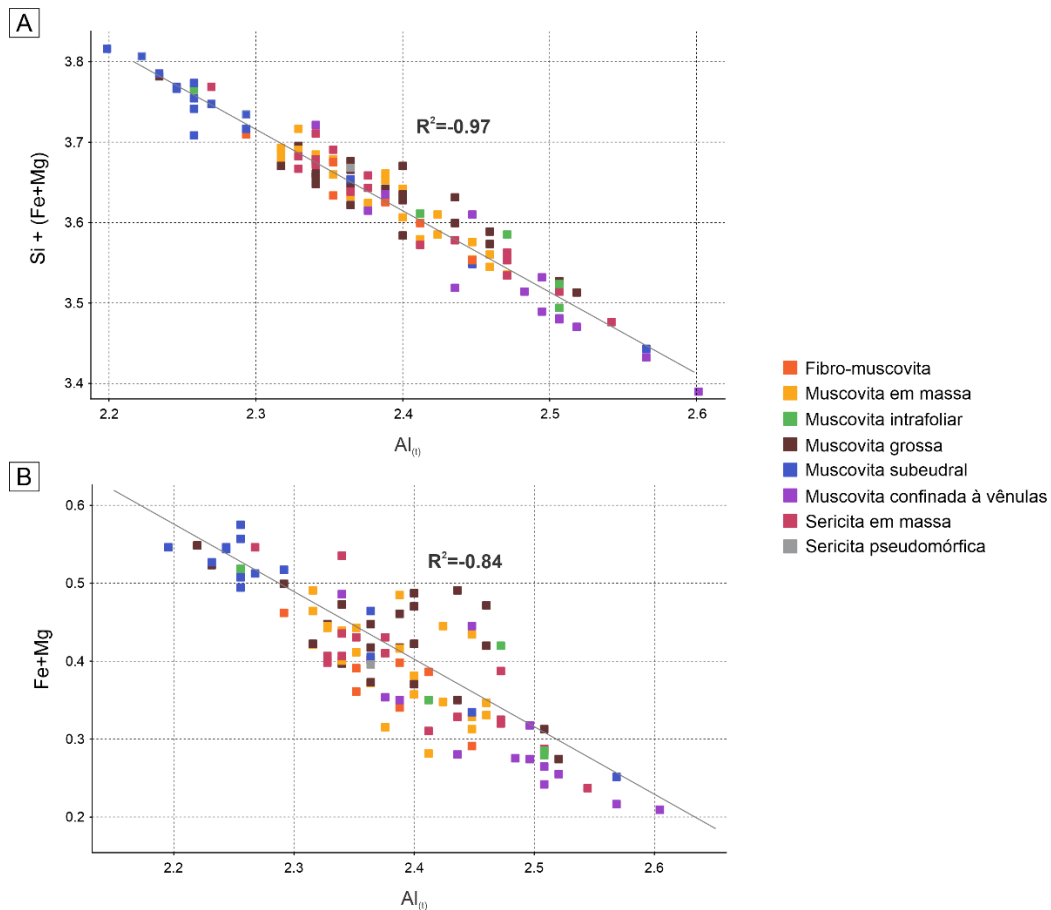 A
3.8
3.7
3.6
3.5
3.4
Si + (Fe+Mg)
R²=-0.97
2.2 2.3 2.4 2.5 2.6
Al(t)
Fibro-muscovita
Muscovita em massa
Muscovita intrafoliar
Muscovita grossa
Muscovita subeudral
Muscovita confinada à vênulas
Sericita em massa
Sericita pseudomórfica
B
0.6
0.5
0.4
0.3
0.2
Fe+Mg
R²=-0.84
2.2 2.3 2.4 2.5 2.6
Al(t)